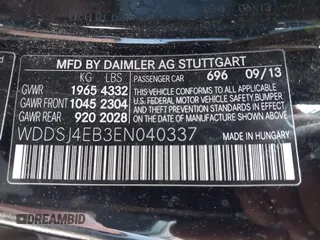 09/13
MFD BY DAIMLER AG STUTTGART
KG LBS PASSENGER CAR 696 09/13
GVWR 1965 4332
GAWR FRONT 1045 2304
GAWR REAR 920 2028
THIS VEHICLE CONFORMS TO ALL APPLICABLE FEDERAL MOTOR VEHICLE SAFETY, BUMPER, AND THEFT PREVENTION STANDARDS IN EFFECT ON THE DATE OF MANUFACTURE SHOWN ABOVE.
WDDSJ4EB3EN040337
MADE IN HUNGARY
DREAMBID